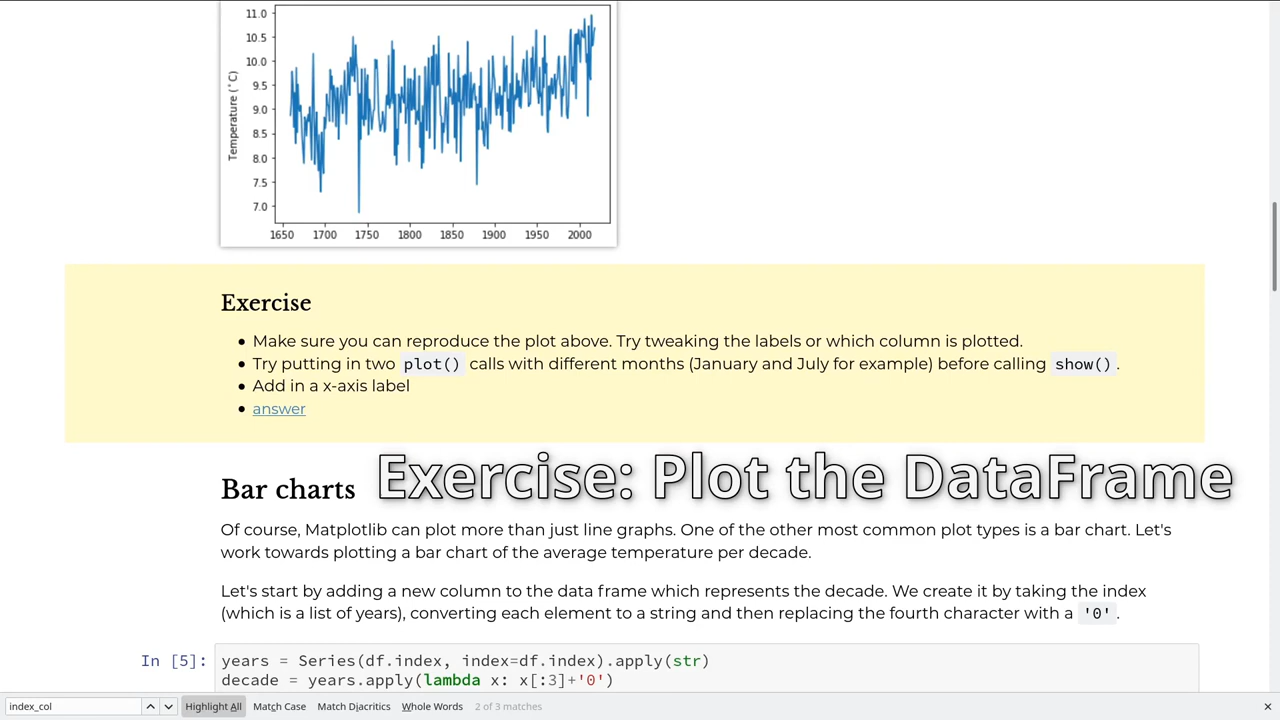 11.0
10.5
10.0
9.5
9.0
8.5
8.0
7.5
7.0
Temperature (°C)
1650 1700 1750 1800 1850 1900 1950 2000
Exercise
• Make sure you can reproduce the plot above. Try tweaking the labels or which column is plotted.
• Try putting in two plot() calls with different months (January and July for example) before calling show().
• Add in a x-axis label
• answer
Exercise: Plot the DataFrame
Bar charts
Of course, Matplotlib can plot more than just line graphs. One of the other most common plot types is a bar chart. Let's
work towards plotting a bar chart of the average temperature per decade.
Let's start by adding a new column to the data frame which represents the decade. We create it by taking the index
(which is a list of years), converting each element to a string and then replacing the fourth character with a '0'.
In [5]: years = Series(df.index, index=df.index).apply(str)
decade = years.apply(lambda x: x[:3]+'0')
index_col Highlight All Match Case Match Diacritics Whole Words 2 of 3 matches